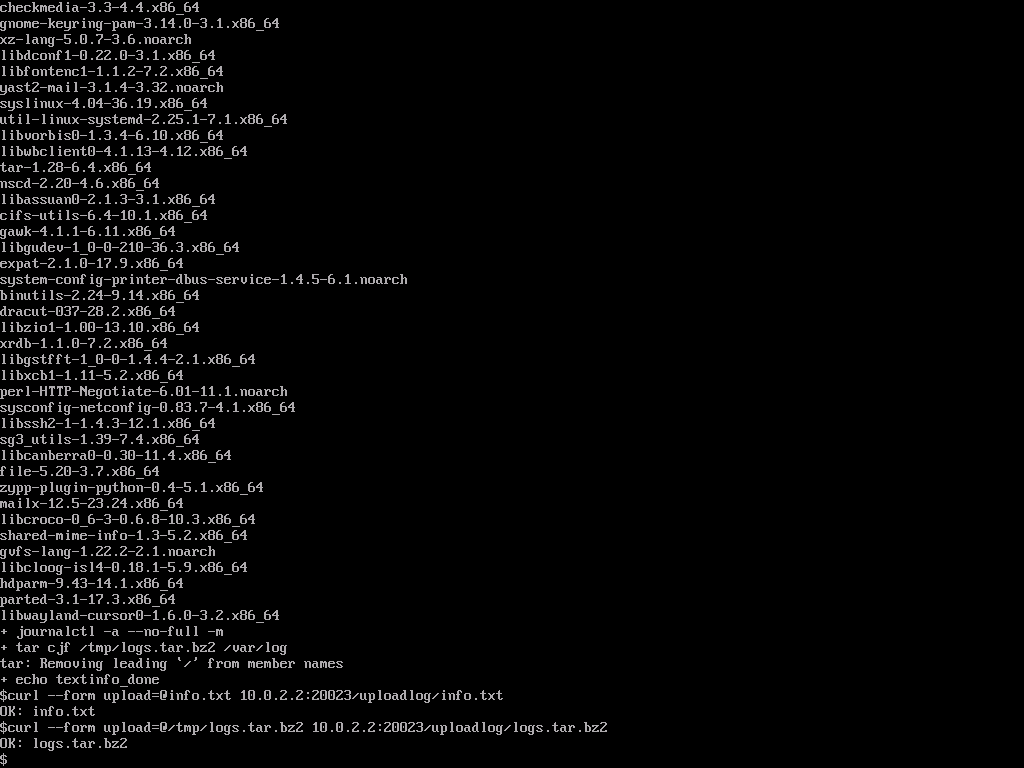 checkmedia-3.3-4.4.x86_64
gnome-keyring-pam-3.14.0-3.1.x86_64
xz-lang-5.0.7-3.6.noarch
libdconf1-0.22.0-3.1.x86_64
libfontenc1-1.1.2-7.2.x86_64
yast2-mail-3.1.4-3.32.noarch
syslinux-4.04-36.19.x86_64
util-linux-systemd-2.25.1-7.1.x86_64
libvorbis0-1.3.4-6.10.x86_64
libwbclient0-4.1.13-4.12.x86_64
tar-1.28-6.4.x86_64
nscd-2.20-4.6.x86_64
libassuan0-2.1.3-3.1.x86_64
cifs-utils-6.4-10.1.x86_64
gawk-4.1.1-6.11.x86_64
libgudev-1_0-0-210-36.3.x86_64
expat-2.1.0-17.9.x86_64
system-config-printer-dbus-service-1.4.5-6.1.noarch
binutils-2.24-9.14.x86_64
dracut-037-28.2.x86_64
libzio1-1.00-13.10.x86_64
xrdb-1.1.0-7.2.x86_64
libgstfft-1_0-0-1.4.4-2.1.x86_64
libxcb1-1.11-5.2.x86_64
perl-HTTP-Negotiate-6.01-11.1.noarch
sysconfig-netconfig-0.83.7-4.1.x86_64
libssh2-1-1.4.3-12.1.x86_64
sg3_utils-1.39-7.4.x86_64
libcanberra0-0.30-11.4.x86_64
file-5.20-3.7.x86_64
zypp-plugin-python-0.4-5.1.x86_64
mailx-12.5-23.24.x86_64
libcroco-0_6-3-0.6.8-10.3.x86_64
shared-mime-info-1.3-5.2.x86_64
gvfs-lang-1.22.2-2.1.noarch
libcloog-isl4-0.18.1-5.9.x86_64
hdparm-9.43-14.1.x86_64
parted-3.1-17.3.x86_64
libwayland-cursor0-1.6.0-3.2.x86_64
+ journalctl -a --no-full -m
+ tar cjf /tmp/logs.tar.bz2 /var/log
tar: Removing leading `/' from member names
+ echo textinfo_done
$curl --form upload=@info.txt 10.0.2.2:20023/uploadlog/info.txt
OK: info.txt
$curl --form upload=@/tmp/logs.tar.bz2 10.0.2.2:20023/uploadlog/logs.tar.bz2
OK: logs.tar.bz2
$